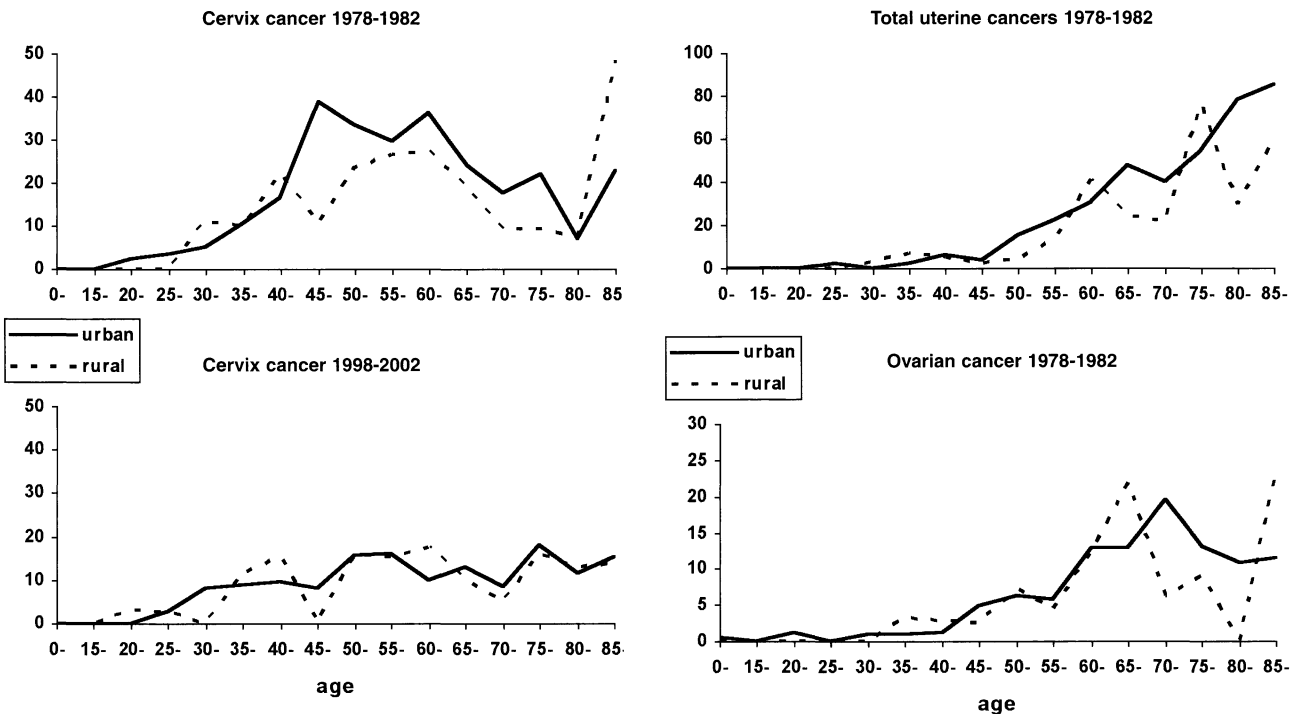 Cervix cancer 1978-1982
50
40
30
20
10
0
0- 15- 20- 25- 30- 35- 40- 45- 50- 55- 60- 65- 70- 75- 80- 85
urban
rural
Total uterine cancers 1978-1982
100
80
60
40
20
0
0- 15- 20- 25- 30- 35- 40- 45- 50- 55- 60- 65- 70- 75- 80- 85-
Cervix cancer 1998-2002
50
40
30
20
10
0
0- 15- 20- 25- 30- 35- 40- 45- 50- 55- 60- 65- 70- 75- 80- 85-
age
urban
rural
Ovarian cancer 1978-1982
30
25
20
15
10
5
0
0- 15- 20- 25- 30- 35- 40- 45- 50- 55- 60- 65- 70- 75- 80- 85-
age